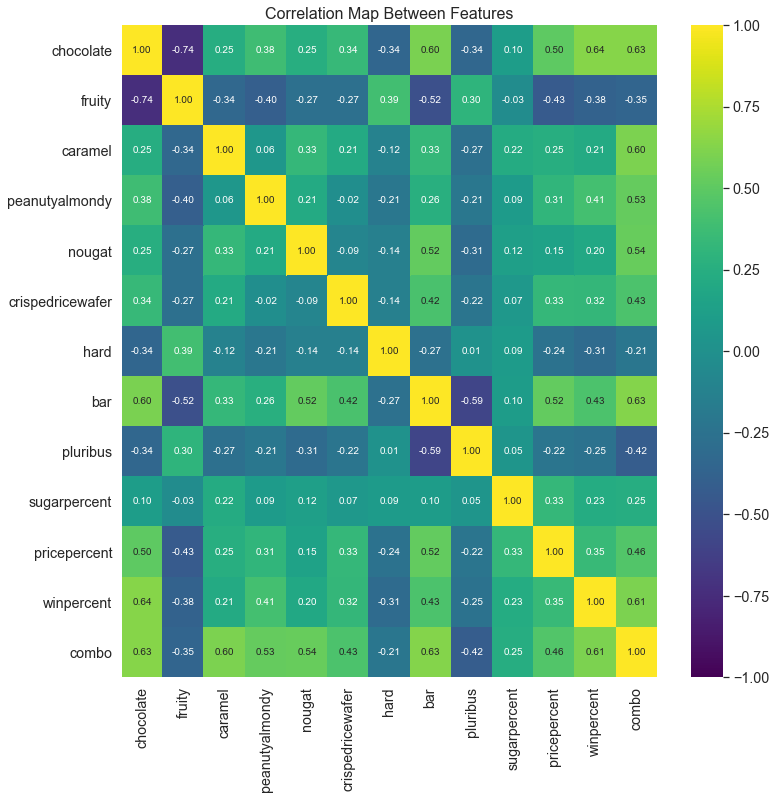 Correlation Map Between Features
chocolate 1.00 -0.74 0.25 0.38 0.25 0.34 -0.34 0.60 -0.34 0.10 0.50 0.64 0.63
fruity -0.74 1.00 -0.34 -0.40 -0.27 -0.27 0.39 -0.52 0.30 -0.03 -0.43 -0.38 -0.35
caramel 0.25 -0.34 1.00 0.06 0.33 0.21 -0.12 0.33 -0.27 0.22 0.25 0.21 0.60
peanutyalmondy 0.38 -0.40 0.06 1.00 0.21 -0.02 -0.21 0.26 -0.21 0.09 0.31 0.41 0.53
nougat 0.25 -0.27 0.33 0.21 1.00 -0.09 -0.14 0.52 -0.31 0.12 0.15 0.20 0.54
crispedricewafer 0.34 -0.27 0.21 -0.02 -0.09 1.00 -0.14 0.42 -0.22 0.07 0.33 0.32 0.43
hard -0.34 0.39 -0.12 -0.21 -0.14 -0.14 1.00 -0.27 0.01 0.09 -0.24 -0.31 -0.21
bar 0.60 -0.52 0.33 0.26 0.52 0.42 -0.27 1.00 -0.59 0.10 0.52 0.43 0.63
pluribus -0.34 0.30 -0.27 -0.21 -0.31 -0.22 0.01 -0.59 1.00 0.05 -0.22 -0.25 -0.42
sugarpercent 0.10 -0.03 0.22 0.09 0.12 0.07 0.09 0.10 0.05 1.00 0.33 0.23 0.25
pricepercent 0.50 -0.43 0.25 0.31 0.15 0.33 -0.24 0.52 -0.22 0.33 1.00 0.35 0.46
winpercent 0.64 -0.38 0.21 0.41 0.20 0.32 -0.31 0.43 -0.25 0.23 0.35 1.00 0.61
combo 0.63 -0.35 0.60 0.53 0.54 0.43 -0.21 0.63 -0.42 0.25 0.46 0.61 1.00
chocolate
fruity
caramel
peanutyalmondy
nougat
crispedricewafer
hard
bar
pluribus
sugarpercent
pricepercent
winpercent
combo
1.00
0.75
0.50
0.25
0.00
−0.25
−0.50
−0.75
−1.00